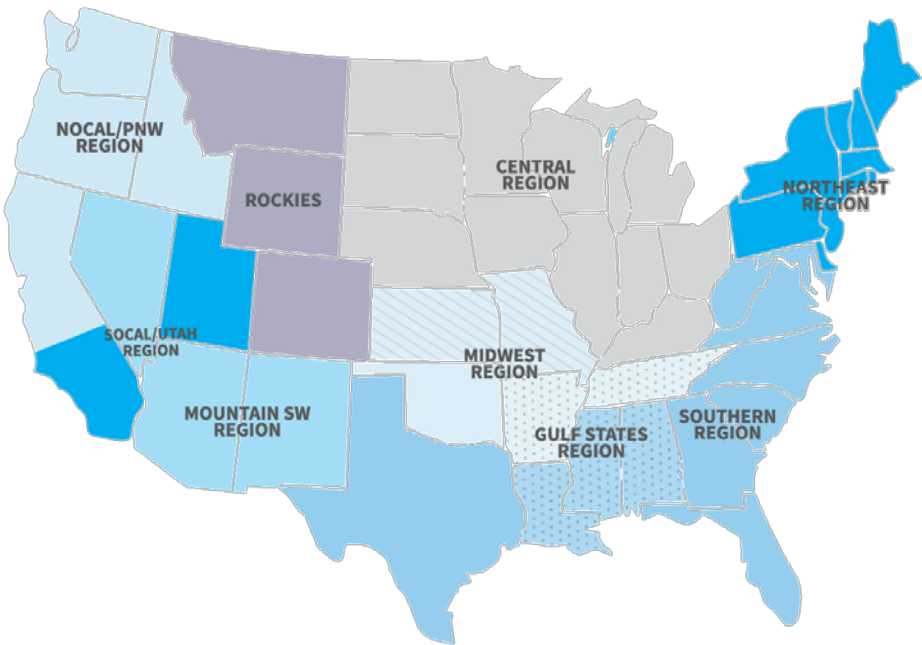 NOCAL/PNW
REGION
CENTRAL
REGION
ROCKIES
NORTHEAST
REGION
SOCAL/UTAH
REGION
MIDWEST
REGION
MOUNTAIN SW
REGION
GULF STATES
REGION
SOUTHERN
REGION